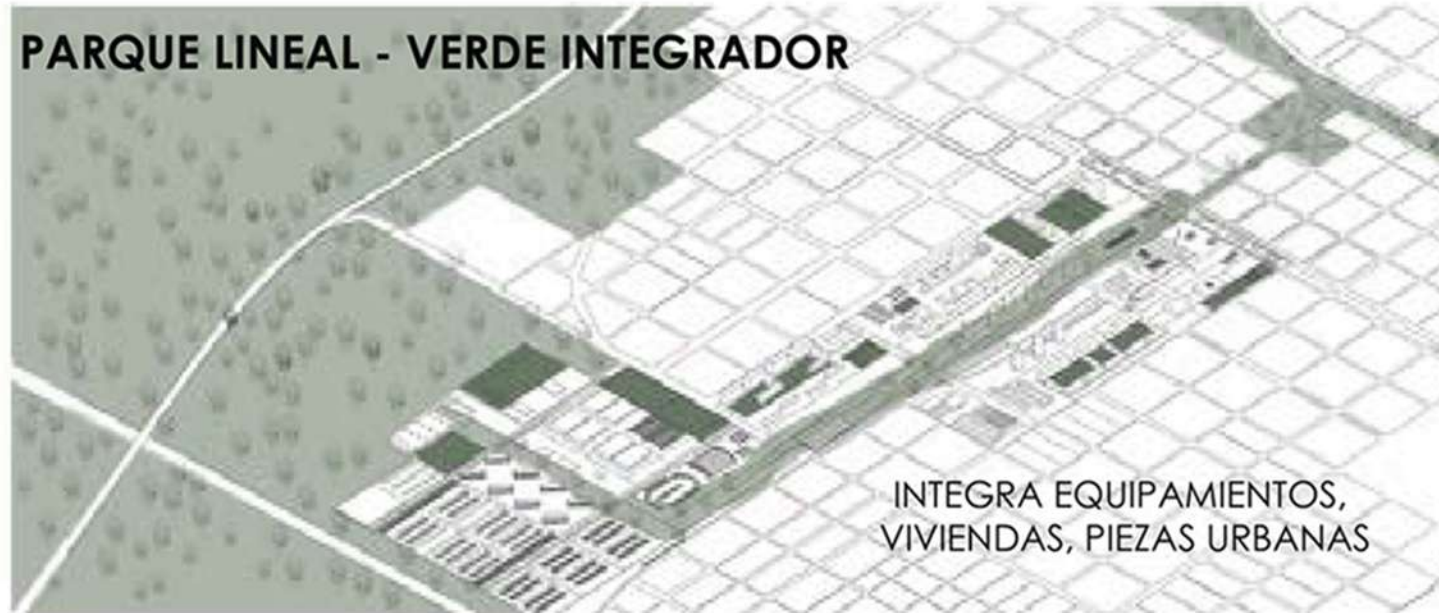 PARQUE LINEAL - VERDE INTEGRADOR
INTEGRA EQUIPAMIENTOS,
VIVIENDAS, PIEZAS URBANAS